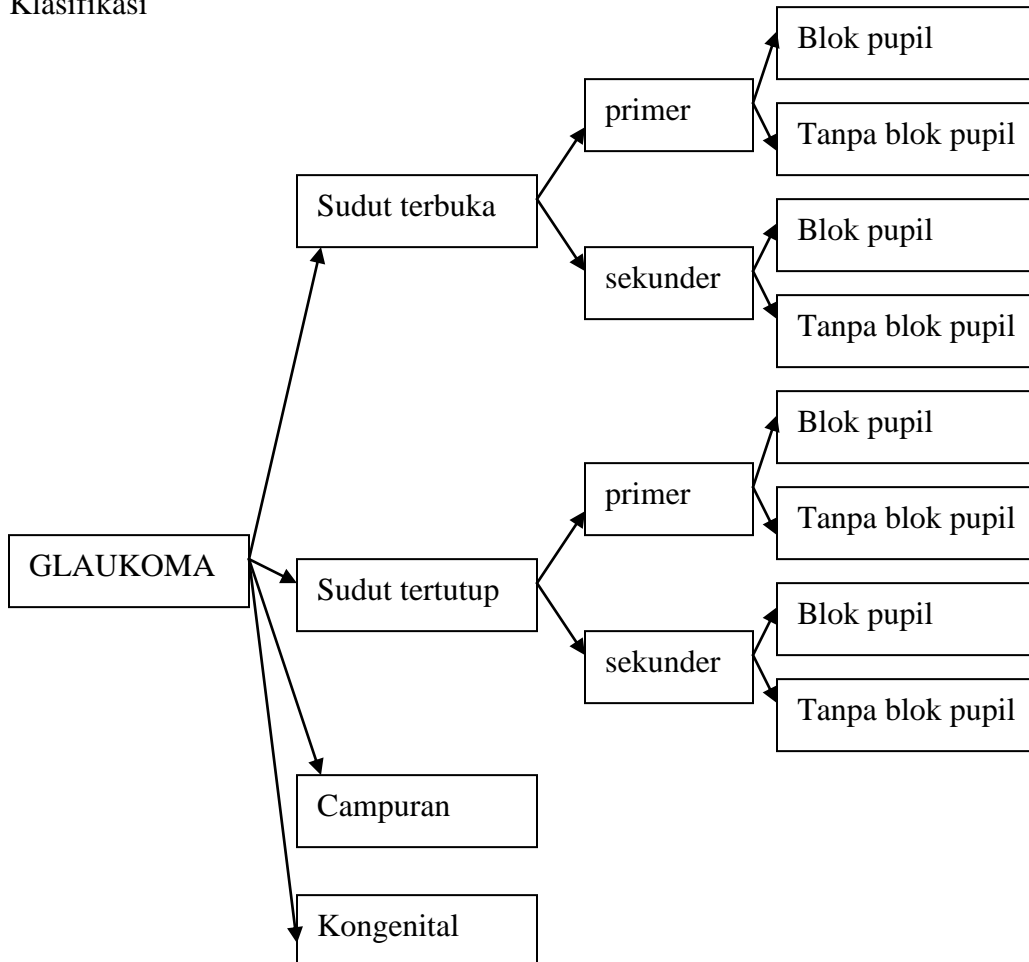 Klasifikasi
Blok pupil
primer
Tanpa blok pupil
Sudut terbuka
Blok pupil
sekunder
Tanpa blok pupil
Blok pupil
primer
Tanpa blok pupil
GLAUKOMA
Sudut tertutup
Blok pupil
sekunder
Tanpa blok pupil
Campuran
Kongenital